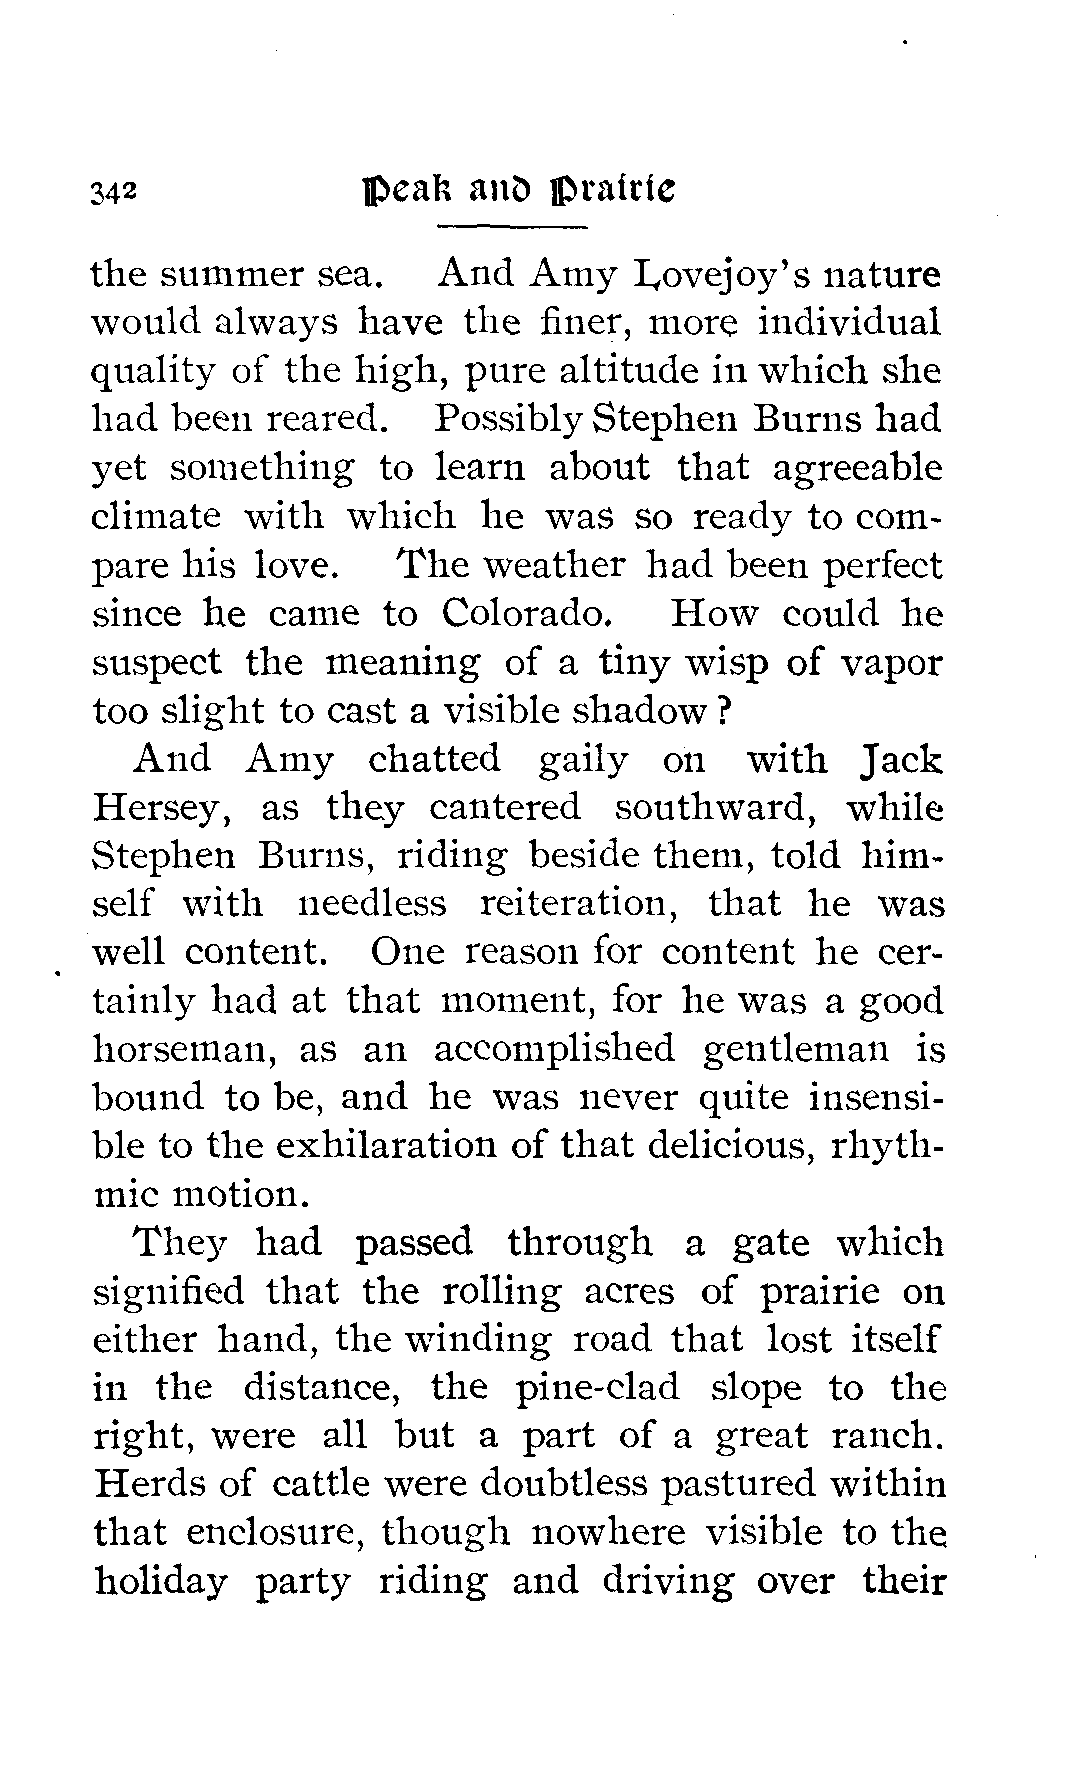 342 Peak and Prairie
the summer sea. And Amy Lovejoy's nature
would always have the finer, more individual
quality of the high, pure altitude in which she
had been reared. Possibly Stephen Burns had
yet something to learn about that agreeable
climate with which he was so ready to com-
pare his love. The weather had been perfect
since he came to Colorado. How could he
suspect the meaning of a tiny wisp of vapor
too slight to cast a visible shadow ?
And Amy chatted gaily on with Jack
Hersey, as they cantered southward, while
Stephen Burns, riding beside them, told him-
self with needless reiteration, that he was
well content. One reason for content he cer-
tainly had at that moment, for he was a good
horseman, as an accomplished gentleman is
bound to be, and he was never quite insensi-
ble to the exhilaration of that delicious, rhyth-
mic motion.
They had passed through a gate which
signified that the rolling acres of prairie on
either hand, the winding road that lost itself
in the distance, the pine-clad slope to the
right, were all but a part of a great ranch.
Herds of cattle were doubtless pastured within
that enclosure, though nowhere visible to the
holiday party riding and driving over their